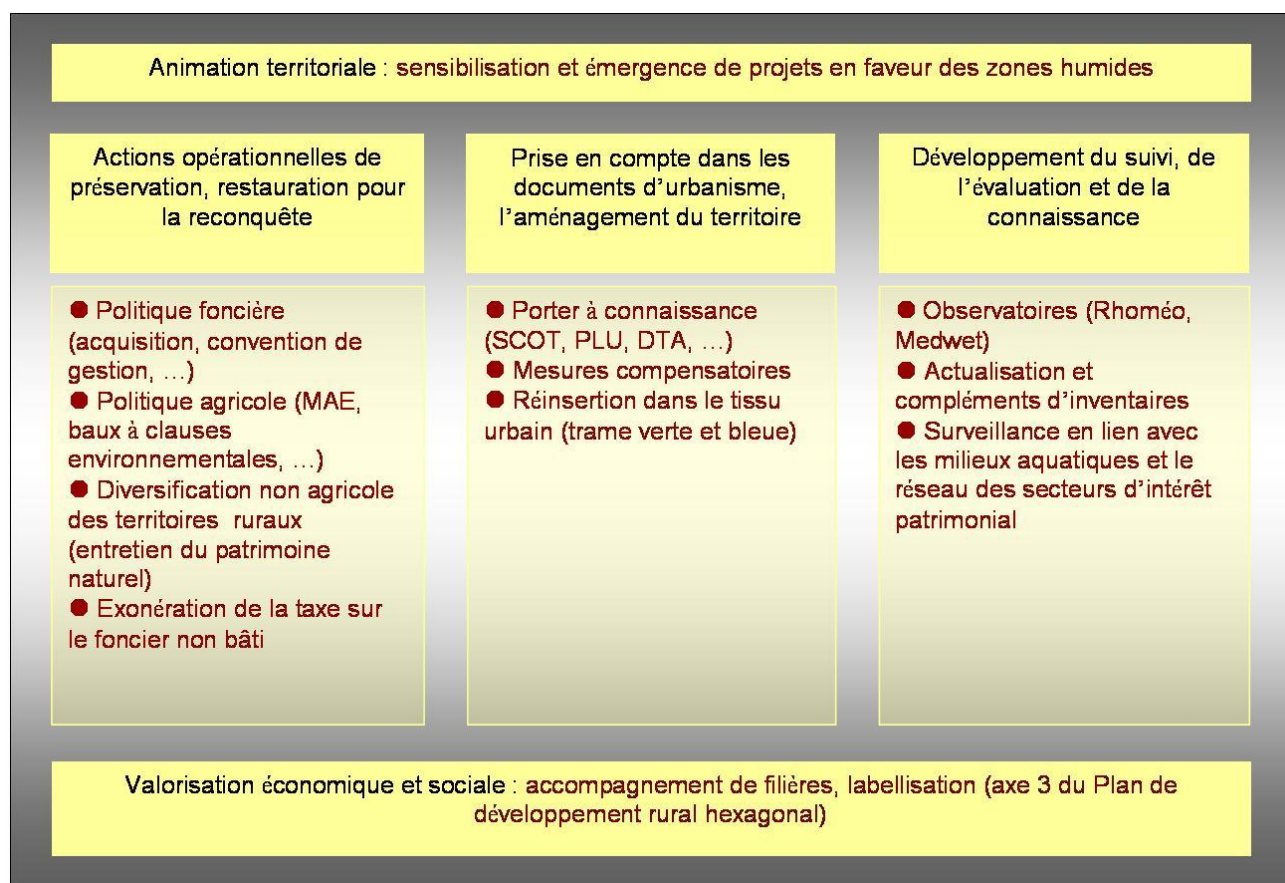 Animation territoriale : sensibilisation et émergence de projets en faveur des zones humides
Actions opérationnelles de
préservation, restauration pour
la reconquête
● Politique foncière
(acquisition, convention de
gestion, …)
● Politique agricole (MAE,
baux à clauses
environnementales, …)
● Diversification non agricole
des territoires ruraux
(entretien du patrimoine
naturel)
● Exonération de la taxe sur
le foncier non bâti
Prise en compte dans les
documents d’urbanisme,
l’aménagement du territoire
● Porter à connaissance
(SCOT, PLU, DTA, …)
● Mesures compensatoires
● Réinsertion dans le tissu
urbain (trame verte et bleue)
Développement du suivi, de
l’évaluation et de la
connaissance
● Observatoires (Rhoméo,
Medwet)
● Actualisation et
compléments d’inventaires
● Surveillance en lien avec
les milieux aquatiques et le
réseau des secteurs d’intérêt
patrimonial
Valorisation économique et sociale : accompagnement de filières, labellisation (axe 3 du Plan de
développement rural hexagonal)